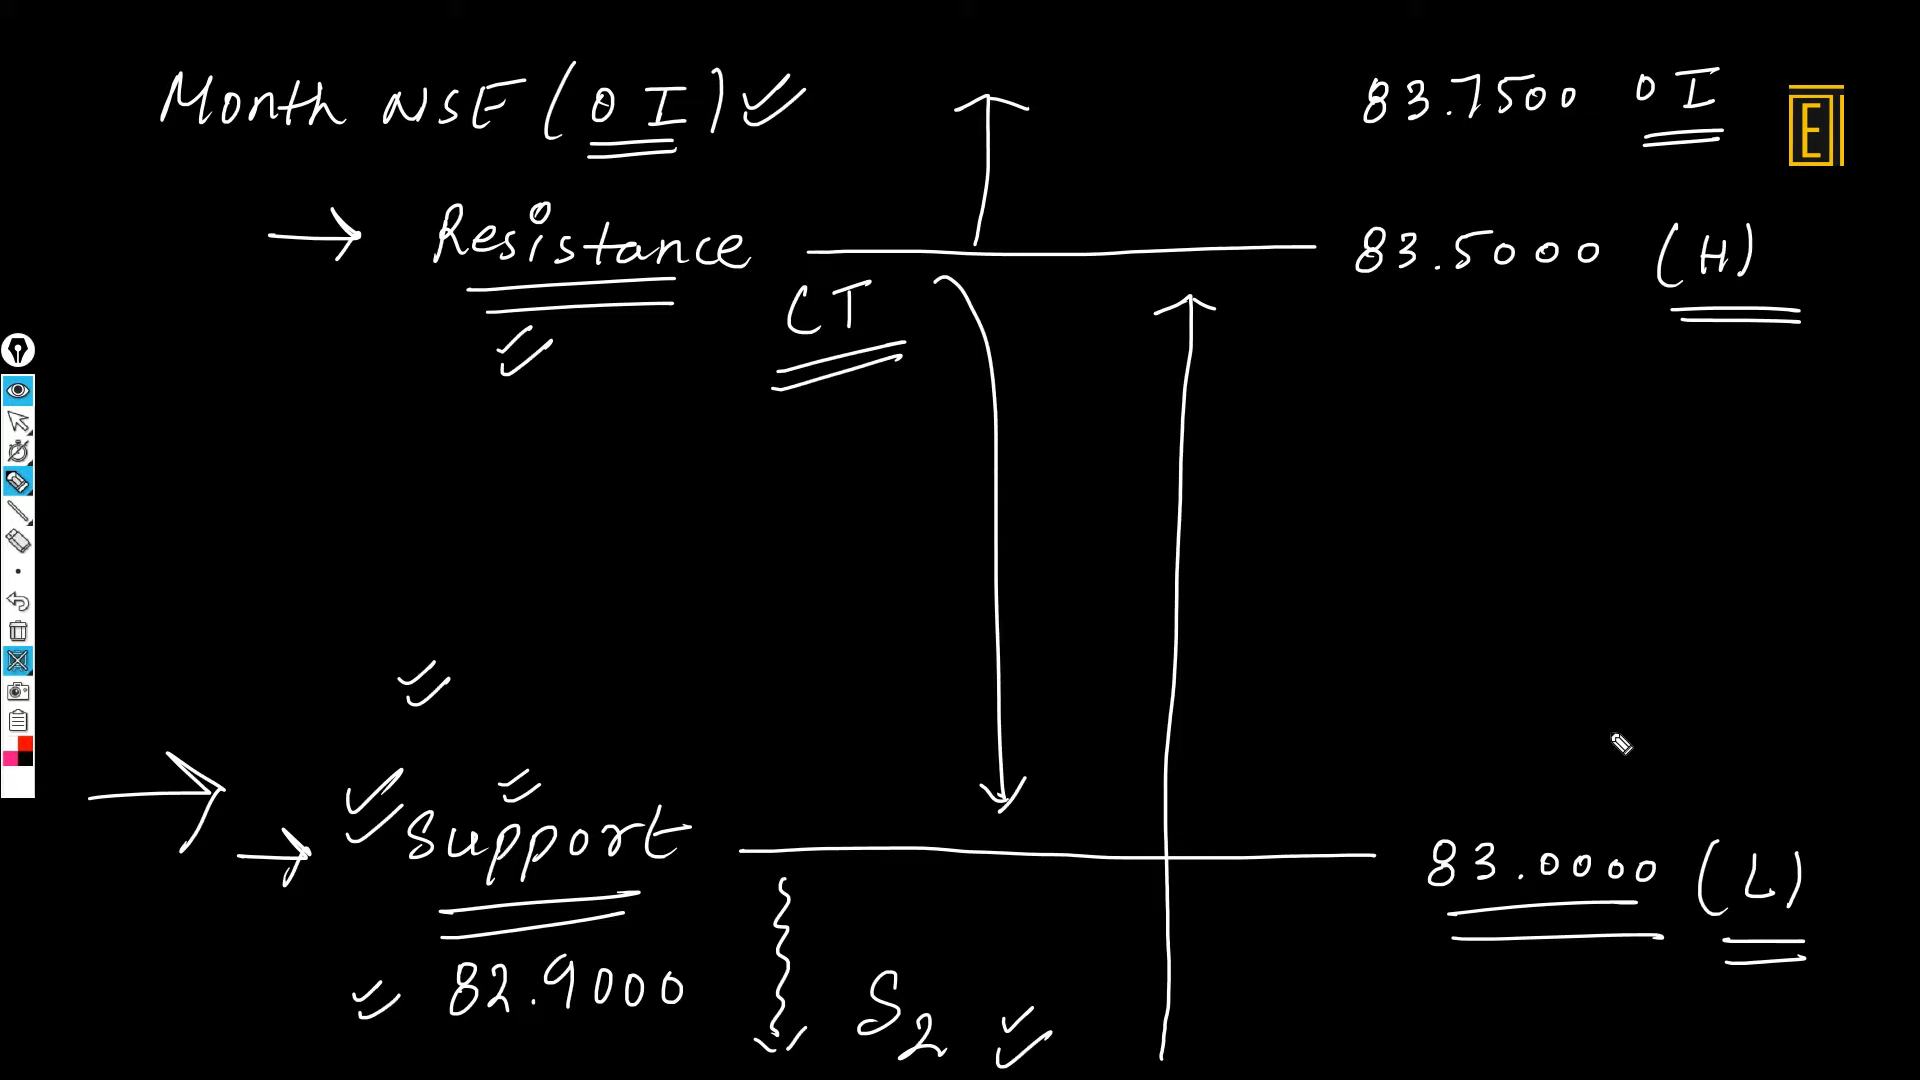 Month NSE (OI) 83.7500 OI
E
Resistance 83.5000 (H)
CT
Support 83.0000 (L)
82.9000 S2